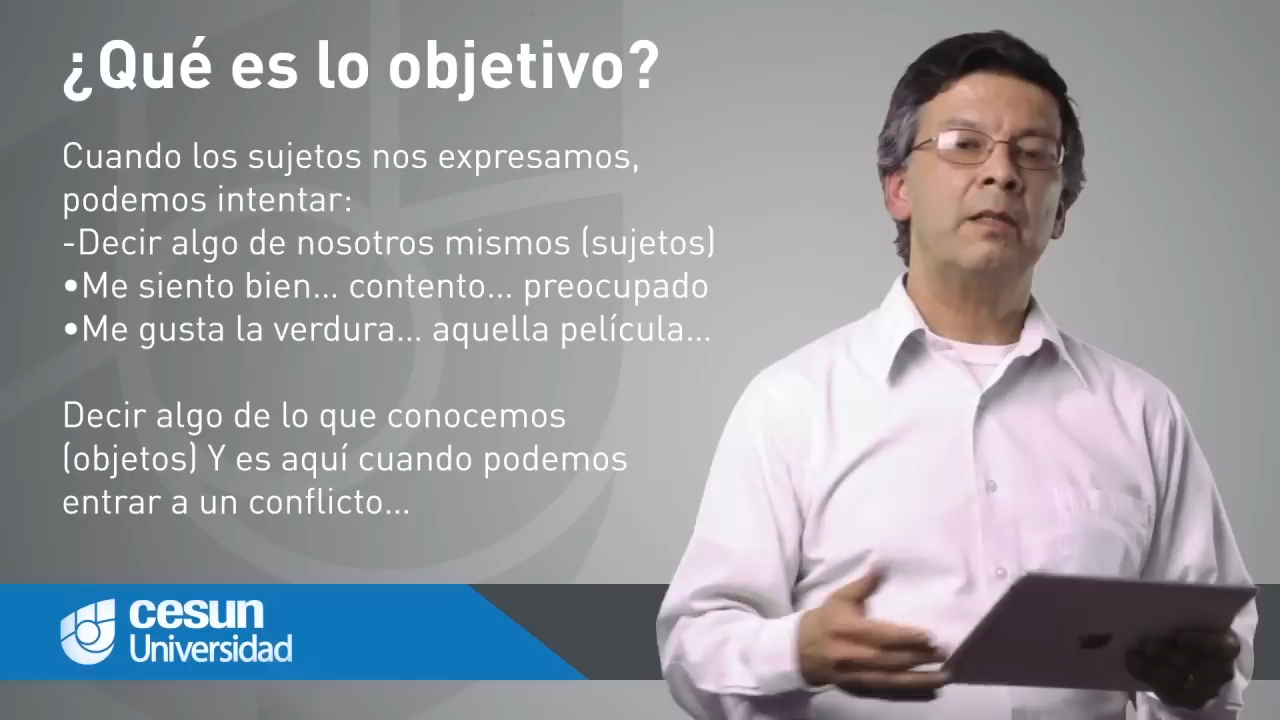 ¿Qué es lo objetivo?
Cuando los sujetos nos expresamos,
podemos intentar:
-Decir algo de nosotros mismos (sujetos)
•Me siento bien... contento... preocupado
•Me gusta la verdura... aquella película...
Decir algo de lo que conocemos
(objetos) Y es aquí cuando podemos
entrar a un conflicto...
cesun
Universidad